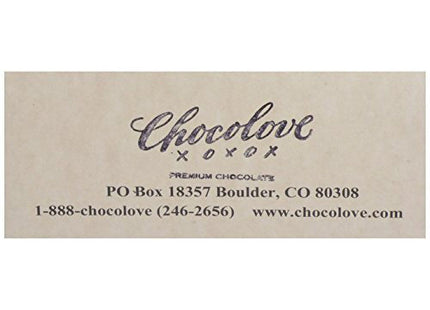 Chocolove
XOXOX
PREMIUM CHOCOLATE
PO Box 18357 Boulder, CO 80308
1-888-chocolove (246-2656) www.chocolove.com